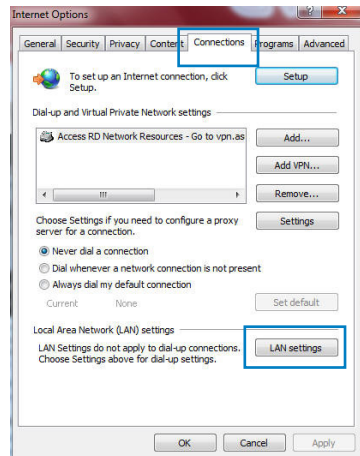 Internet Options
General Security Privacy Content Connections Programs Advanced
To set up an Internet connection, click
Setup.
Setup
Dial-up and Virtual Private Network settings
Access RD Network Resources - Go to vpn.as
Add...
Add VPN...
Remove...
Choose Settings if you need to configure a proxy
server for a connection.
Settings
Never dial a connection
Dial whenever a network connection is not present
Always dial my default connection
Current None
Set default
Local Area Network (LAN) settings
LAN Settings do not apply to dial-up connections.
Choose Settings above for dial-up settings.
LAN settings
OK Cancel Apply